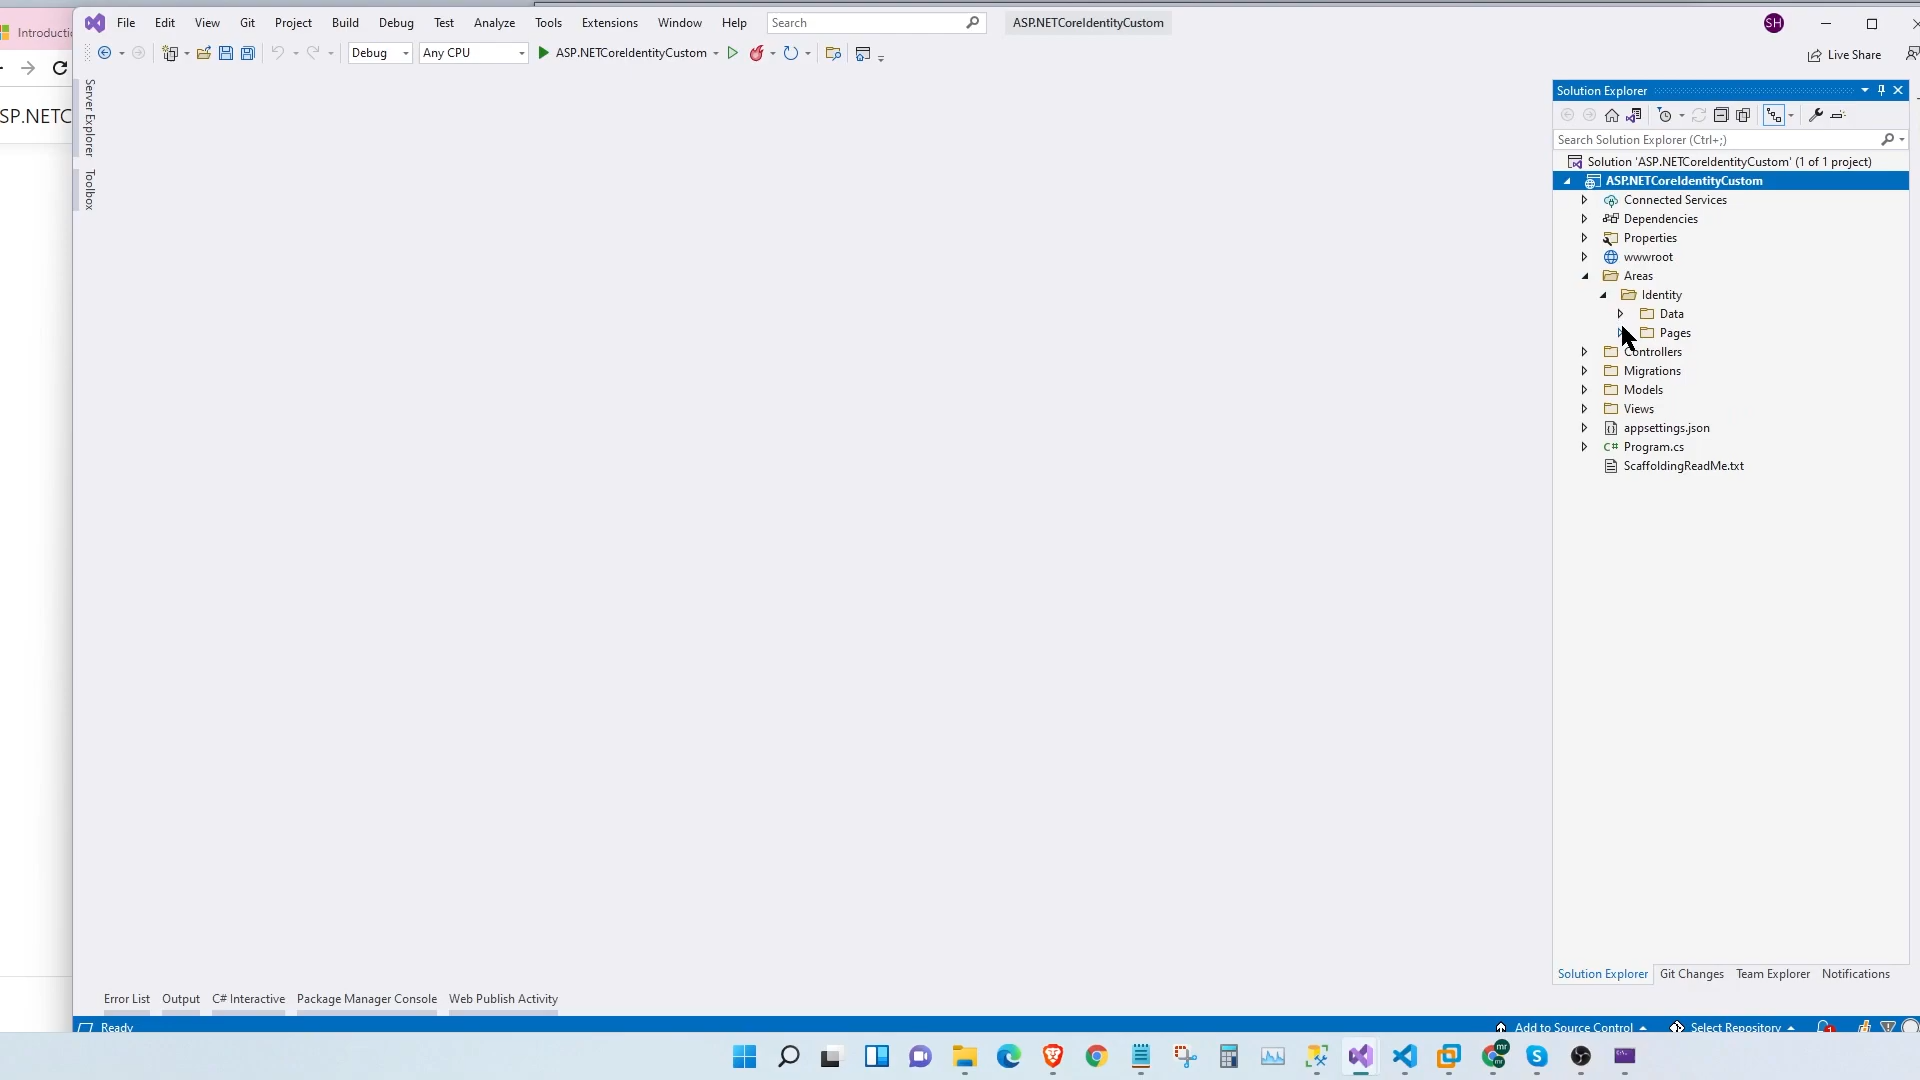 Introductic
SP.NETC
File Edit View Git Project Build Debug Test Analyze Tools Extensions Window Help Search ASP.NETCoreIdentityCustom SH
Debug Any CPU ASP.NETCoreIdentityCustom Live Share
Server Explorer
Toolbox
Solution Explorer
Search Solution Explorer (Ctrl+;)
Solution 'ASP.NETCoreIdentityCustom' (1 of 1 project)
ASP.NETCoreIdentityCustom
Connected Services
Dependencies
Properties
wwwroot
Areas
Identity
Data
Pages
Controllers
Migrations
Models
Views
appsettings.json
C# Program.cs
ScaffoldingReadMe.txt
Solution Explorer Git Changes Team Explorer Notifications
Error List Output C# Interactive Package Manager Console Web Publish Activity
Ready Add to Source Control Select Repository 1
mr